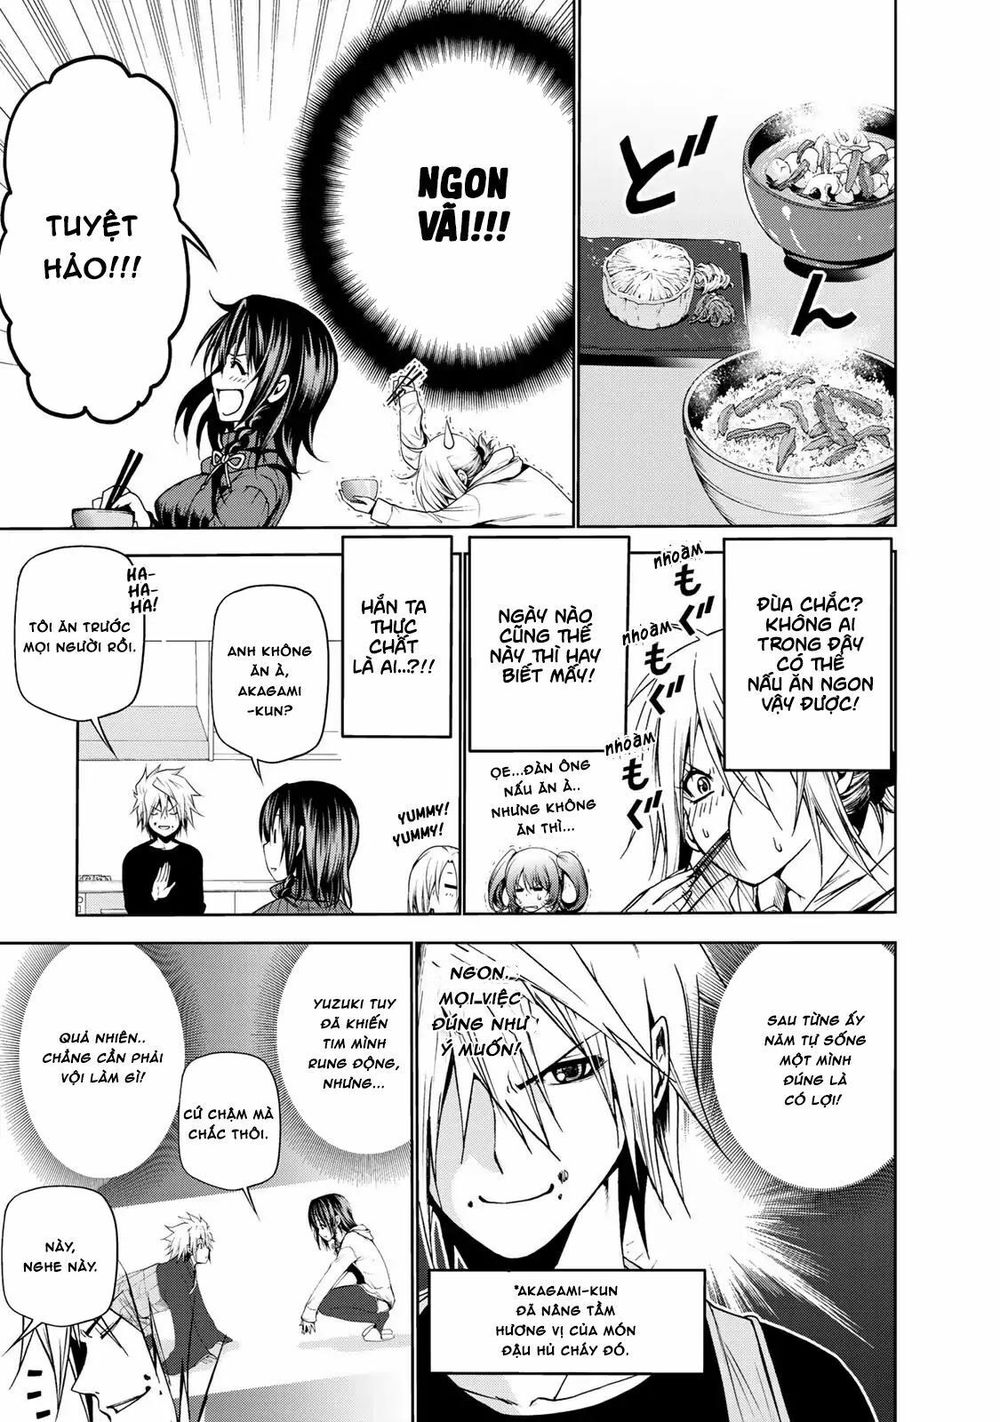 ど
ん
NGON
VÃI!!!
TUYỆT
HẢO!!!
ĐÙA CHẮC?
KHÔNG AI
TRONG ĐÂY
CÓ THỂ
NẤU ĂN NGON
VẬY ĐƯỢC!
nhoàm
もぐ
nhoàm
もぐ
nhoàm
もぐ
NGÀY NÀO
CŨNG THẾ
NÀY THÌ HAY
BIẾT MẤY!
ỌE...ĐÀN ÔNG
NẤU ĂN À..
NHƯNG KHÔNG
ĂN THÌ...
HẮN TA
THỰC
CHẤT
LÀ AI..?!!
YUMMY!
YUMMY!
ANH KHÔNG
ĂN À,
AKAGAMI
-KUN?
HA-
HA-
HA!
TÔI ĂN TRƯỚC
MỌI NGƯỜI RỒI.
SAU TỪNG ẤY
NĂM TỰ SỐNG
MỘT MÌNH
ĐÚNG LÀ
CÓ LỢI!
NGON.
MỌI VIỆC
ĐÚNG NHƯ
Ý MUỐN!
*AKAGAMI-KUN
ĐÃ NÂNG TẦM
HƯƠNG VỊ CỦA MÓN
ĐẬU HỦ CHÁY ĐÓ.
YUZUKI TUY
ĐÃ KHIẾN
TIM MÌNH
RUNG ĐỘNG,
NHƯNG...
CỨ CHẬM MÀ
CHẮC THÔI.
QUẢ NHIÊN..
CHẲNG CẦN PHẢI
VỘI LÀM GÌ!
NÀY,
NGHE NÀY.